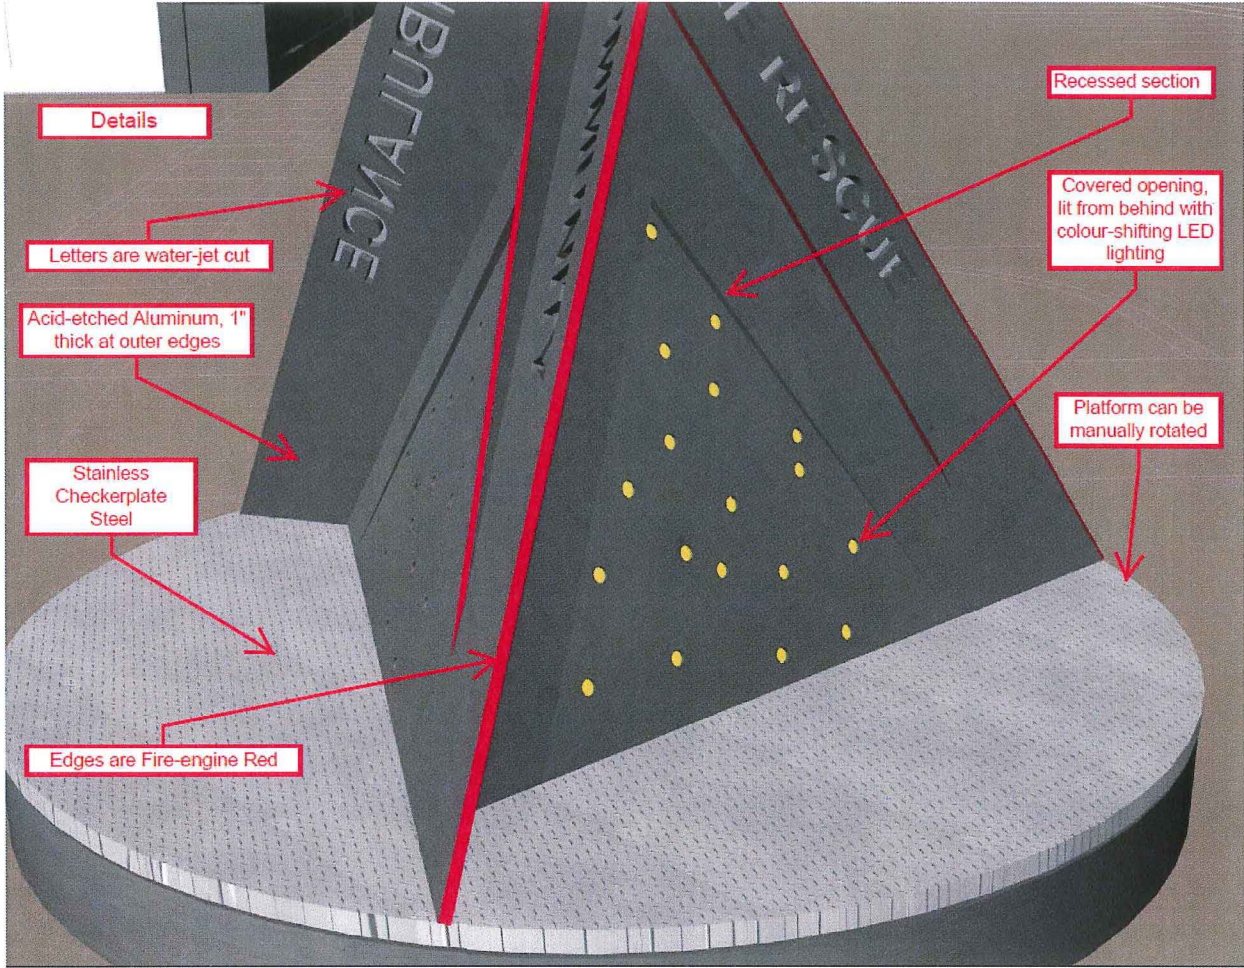 BULANCE
E RESCUE
Details
Recessed section
Covered opening,
lit from behind with
colour-shifting LED
lighting
Letters are water-jet cut
Acid-etched Aluminum, 1"
thick at outer edges
Platform can be
manually rotated
Stainless
Checkerplate
Steel
Edges are Fire-engine Red